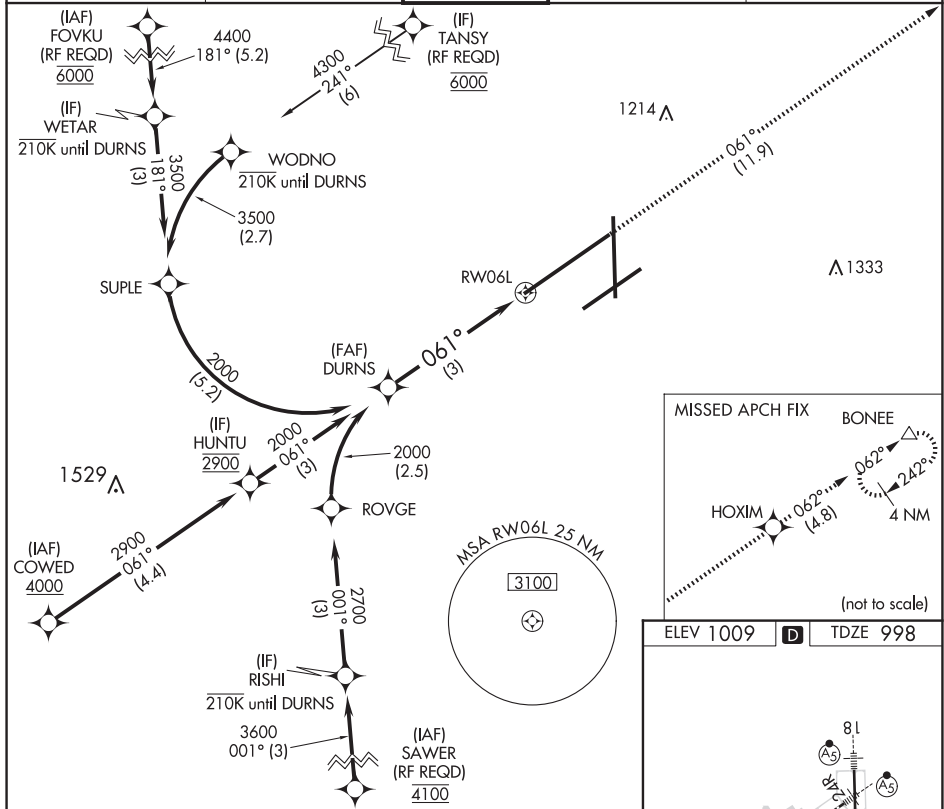 (IAF)
FOVKU
(RF REQD)
6000
4400
181° (5.2)
(IF)
TANSY
(RF REQD)
6000
4300
241°
(6)
(IF)
WETAR
210K until DURNS
3500
181°
(3)
WODNO
210K until DURNS
3500
(2.7)
1214
061°
(11.9)
1333
SUPLE
RW06L
2000
(5.2)
(FAF)
DURNS
061°
(3)
(IF)
HUNTU
2900
2000
061°
(3)
2000
(2.5)
1529
ROVGE
(IAF)
COWED
4000
2900
061°
(4.4)
2700
001°
(3)
(IF)
RISHI
210K until DURNS
3600
001° (3)
(IAF)
SAWER
(RF REQD)
4100
MSA RW06L 25 NM
3100
MISSED APCH FIX
BONEE
062°
242°
4 NM
HOXIM
062°
(4.8)
(not to scale)
ELEV 1009 D TDZE 998
18
A5
24R
A5